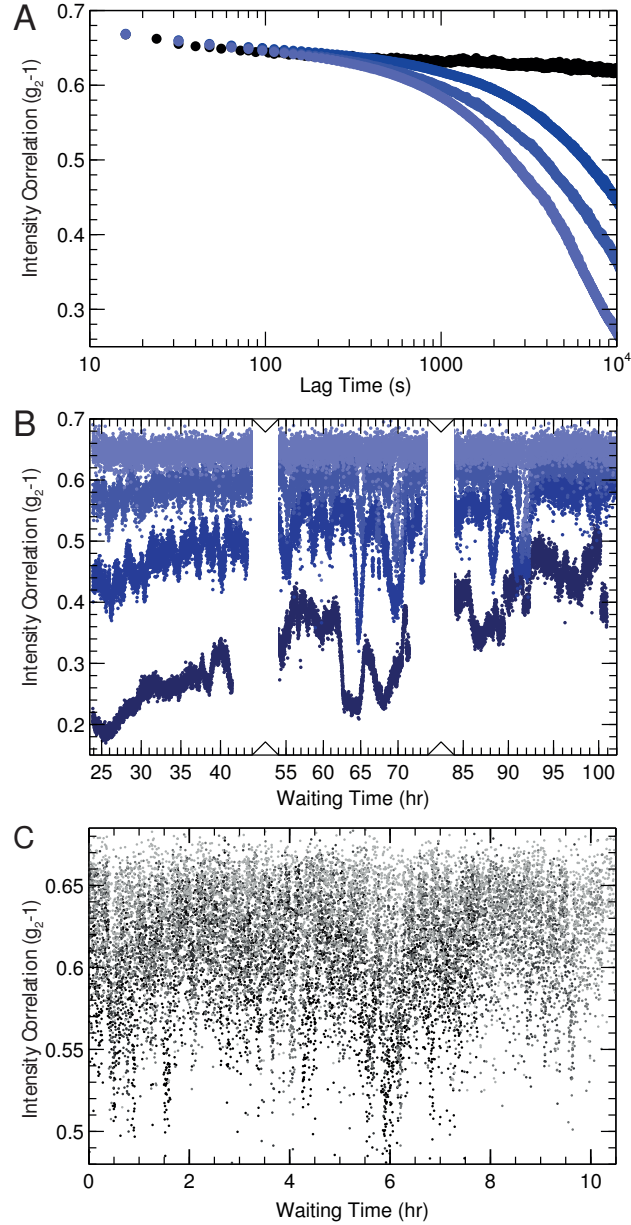 A
0.7
0.6
0.5
0.4
0.3
Intensity Correlation (g2-1)
10 100 1000 10^4
Lag Time (s)
B
0.7
0.6
0.5
0.4
0.3
0.2
Intensity Correlation (g2-1)
25 30 35 40 55 60 65 70 85 90 95 100
Waiting Time (hr)
C
0.65
0.6
0.55
0.5
Intensity Correlation (g2-1)
0 2 4 6 8 10
Waiting Time (hr)